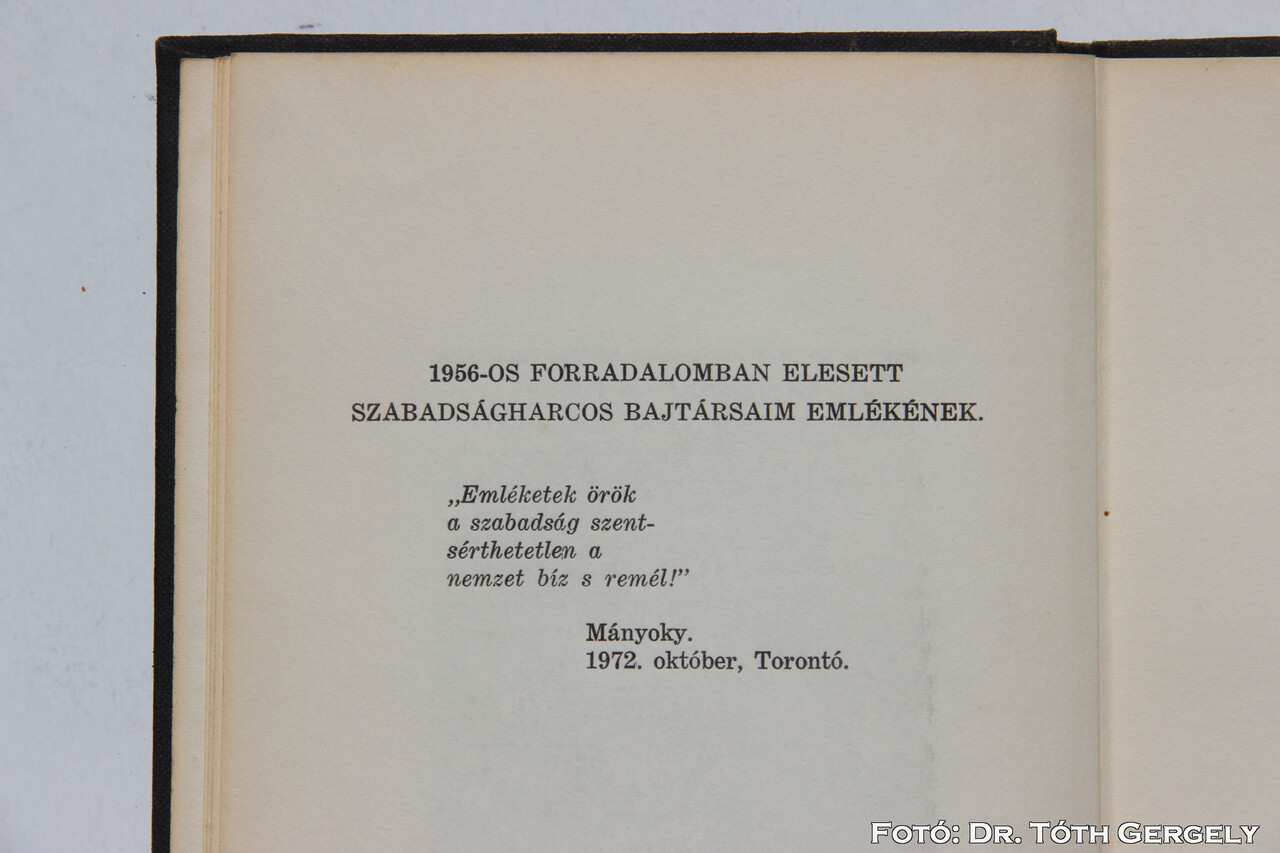 1956-OS FORRADALOMBAN ELESETT
SZABADSÁGHARCOS BAJTÁRSAIM EMLÉKÉNEK.
„Emléketek örök
a szabadság szent-
sérthetetlen a
nemzet bíz s remél!”
Mányoky.
1972. október, Torontó.
Fotó: Dr. Tóth Gergely